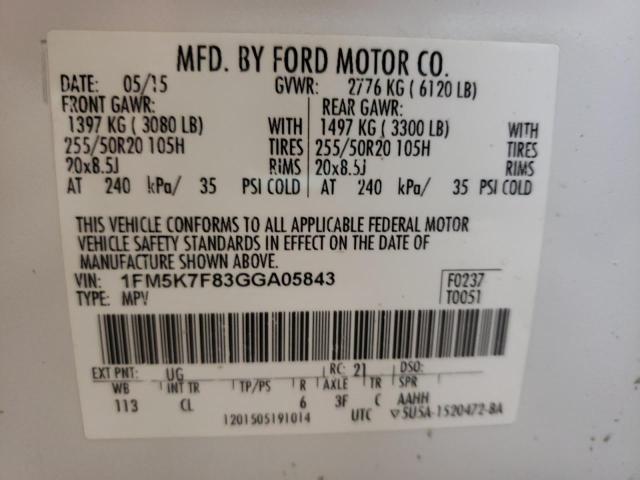 MFD. BY FORD MOTOR CO.
DATE: 05/15 GVWR: 2776 KG ( 6120 LB)
FRONT GAWR: REAR GAWR:
1397 KG ( 3080 LB) WITH 1497 KG ( 3300 LB) WITH
255/50R20 105H TIRES 255/50R20 105H TIRES
20x8.5J RIMS 20x8.5J RIMS
AT 240 kPa/ 35 PSI COLD AT 240 kPa/ 35 PSI COLD
THIS VEHICLE CONFORMS TO ALL APPLICABLE FEDERAL MOTOR
VEHICLE SAFETY STANDARDS IN EFFECT ON THE DATE OF
MANUFACTURE SHOWN ABOVE.
VIN: 1FM5K7F83GGA05843 F0237
TYPE: MPV T0051
EXT PNT: UG RC: 21 DSO:
WB INT TR TP/PS R AXLE TR SPR
113 CL 6 3F C AAHH
1201505191014 UTC ▽SU5A-1520472-BA